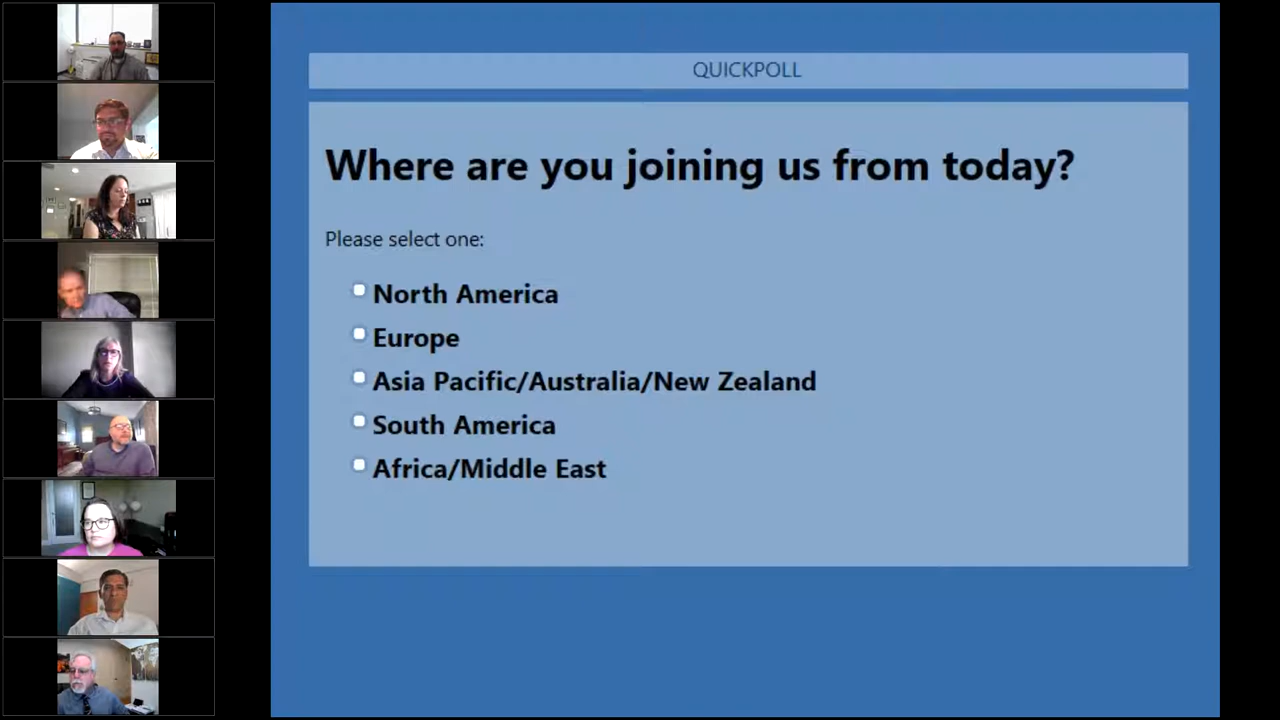 QUICKPOLL
Where are you joining us from today?
Please select one:
North America
Europe
Asia Pacific/Australia/New Zealand
South America
Africa/Middle East